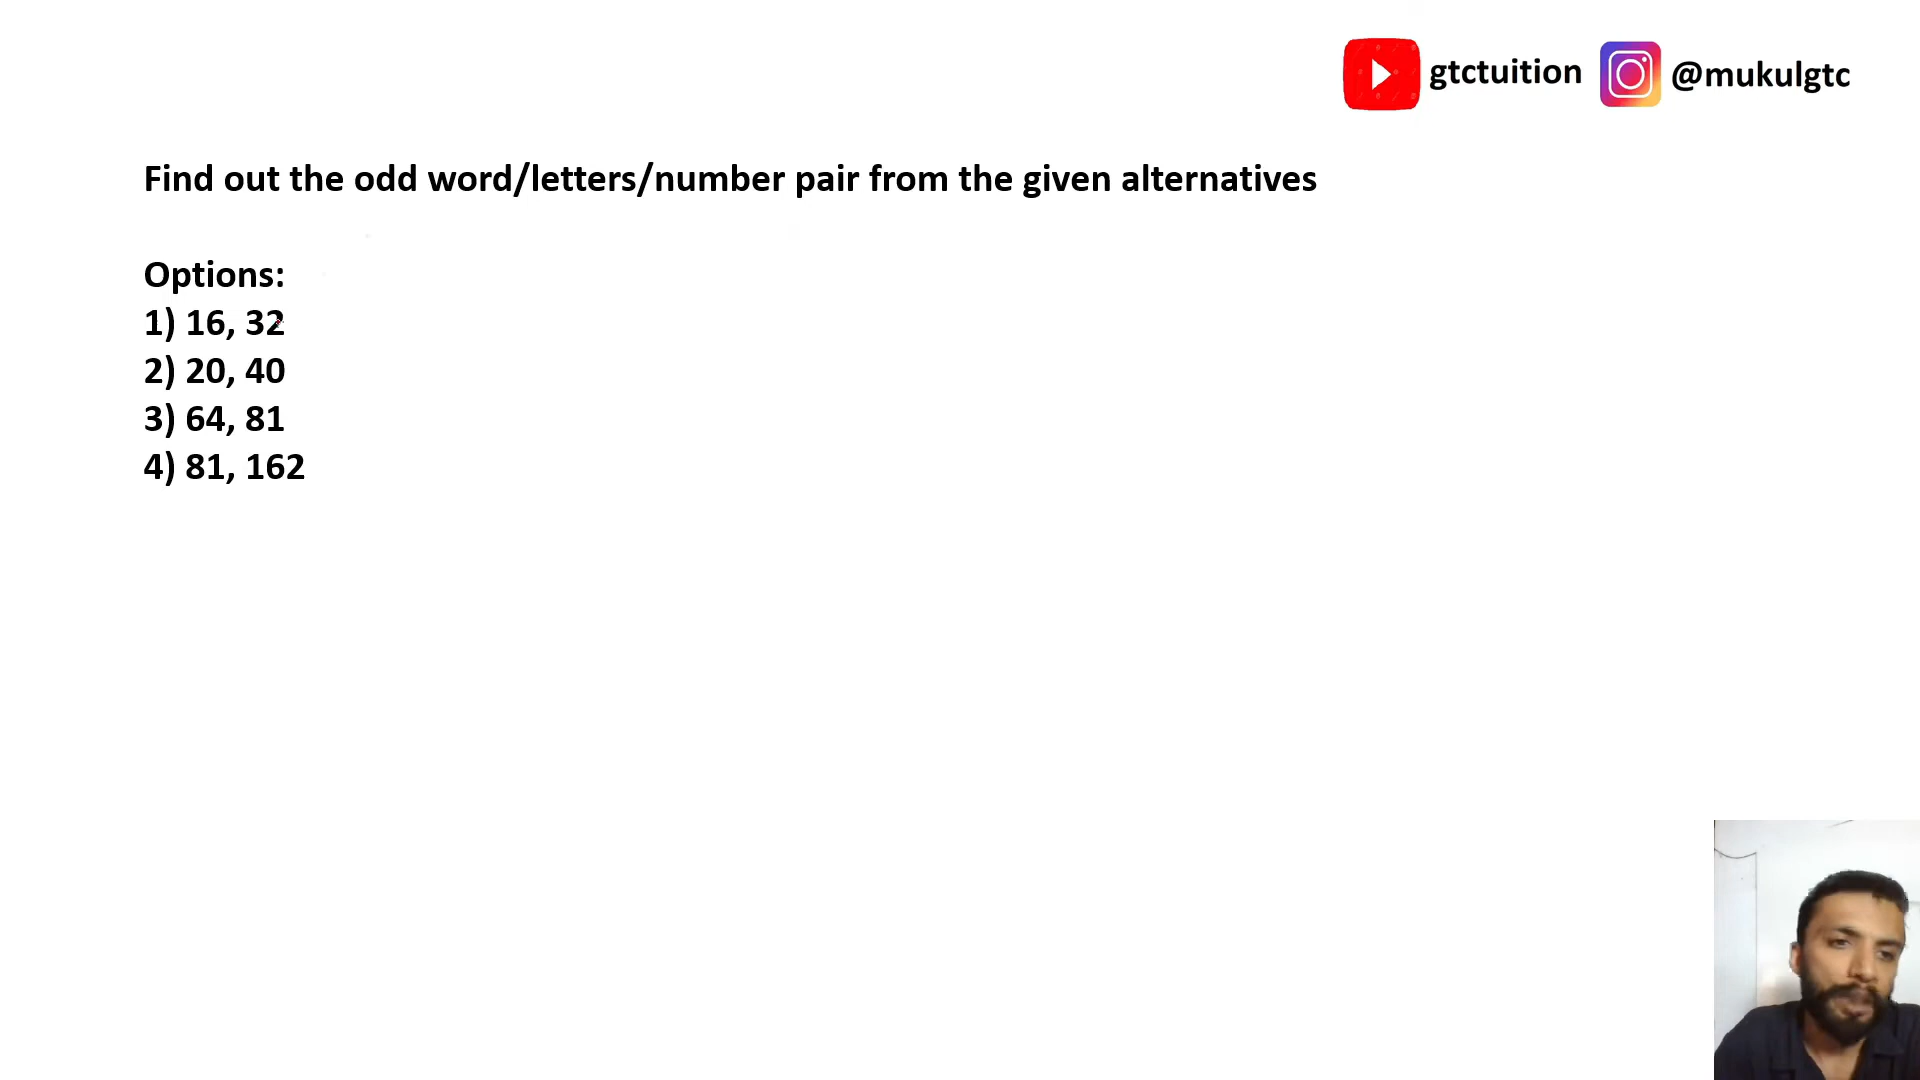 gtctuition @mukulgtc
Find out the odd word/letters/number pair from the given alternatives
Options:
1) 16, 32
2) 20, 40
3) 64, 81
4) 81, 162